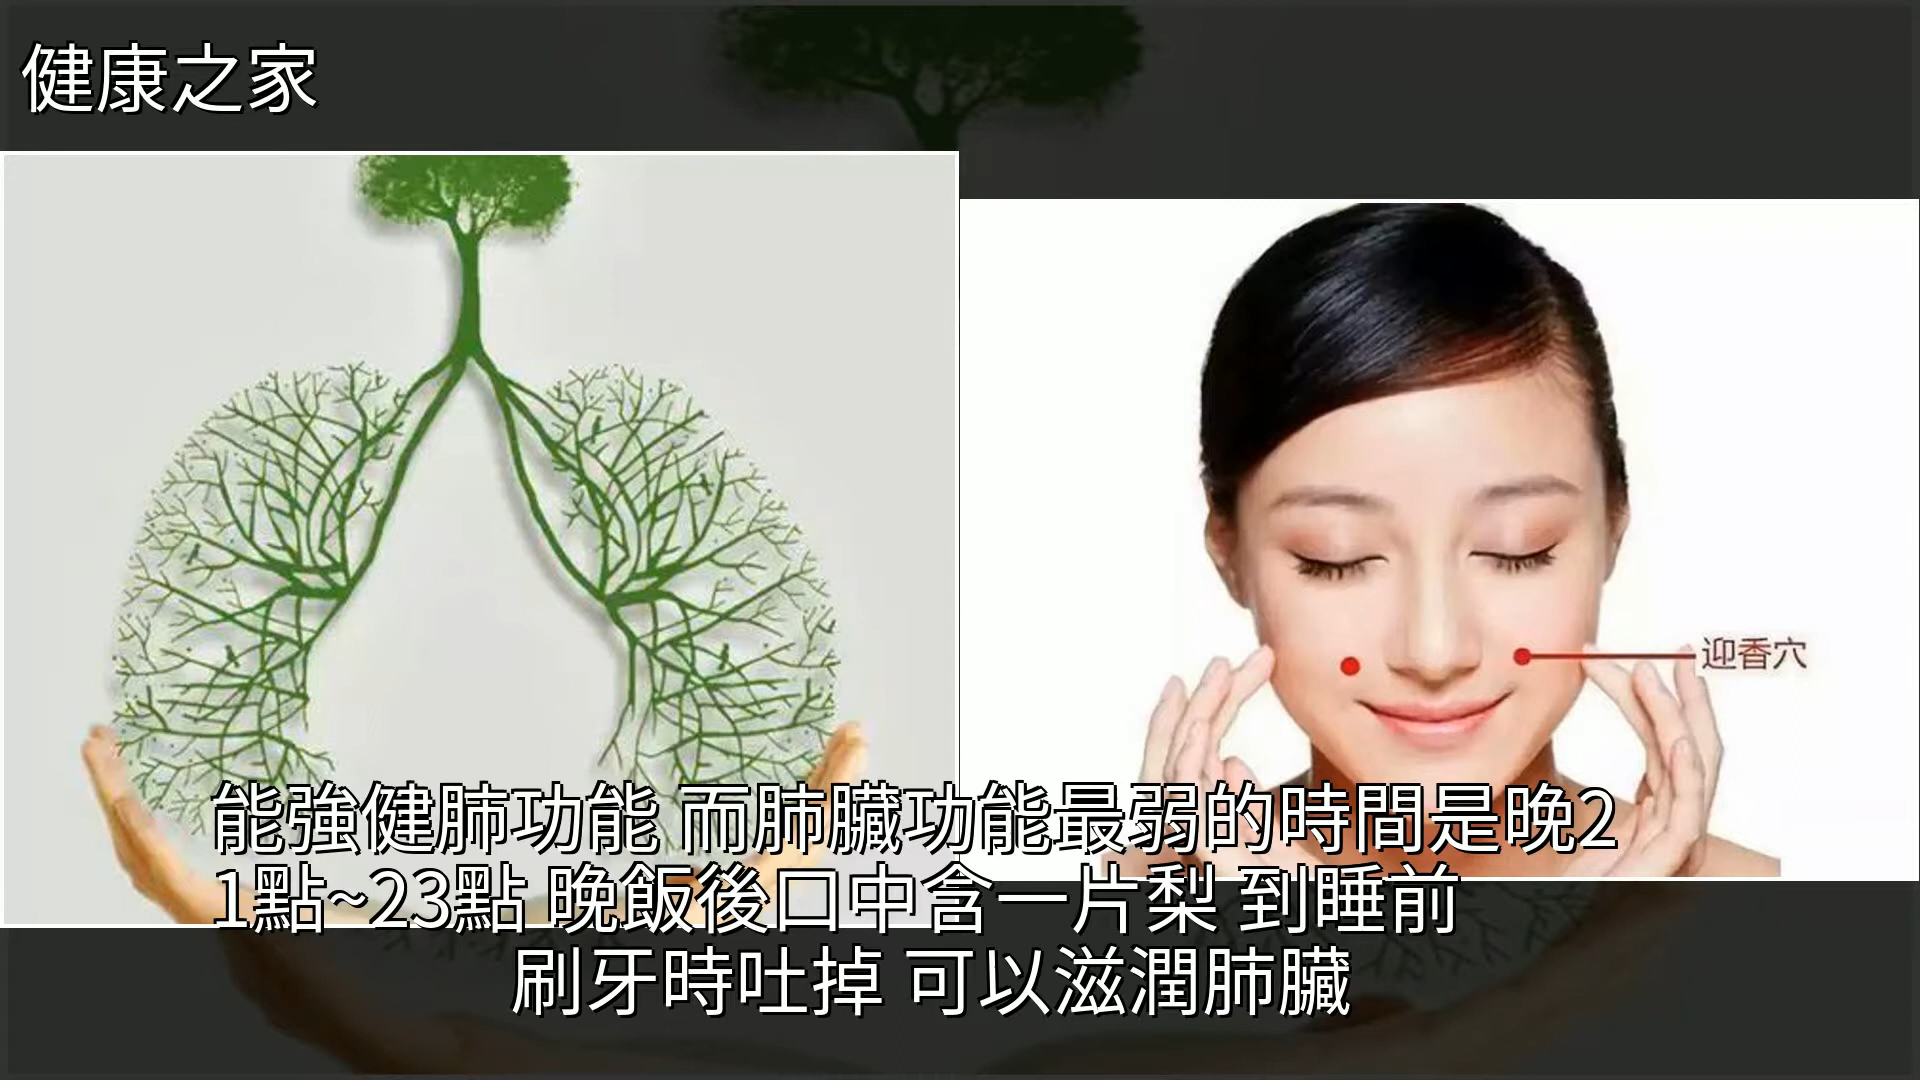 健康之家
迎香穴
能強健肺功能 而肺臟功能最弱的時間是晚2
1點~23點 晚飯後口中含一片梨 到睡前
刷牙時吐掉 可以滋潤肺臟